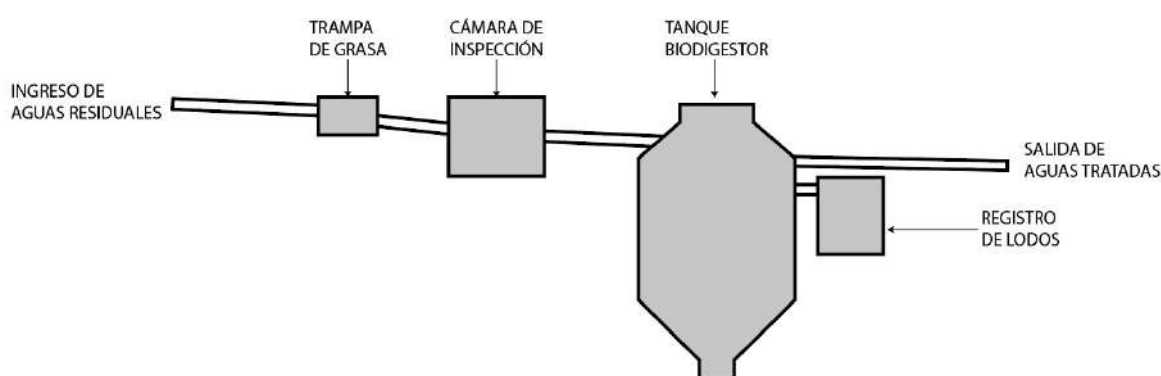 INGRESO DE
AGUAS RESIDUALES
TRAMPA
DE GRASA
CÁMARA DE
INSPECCIÓN
TANQUE
BIODIGESTOR
SALIDA DE
AGUAS TRATADAS
REGISTRO
DE LODOS